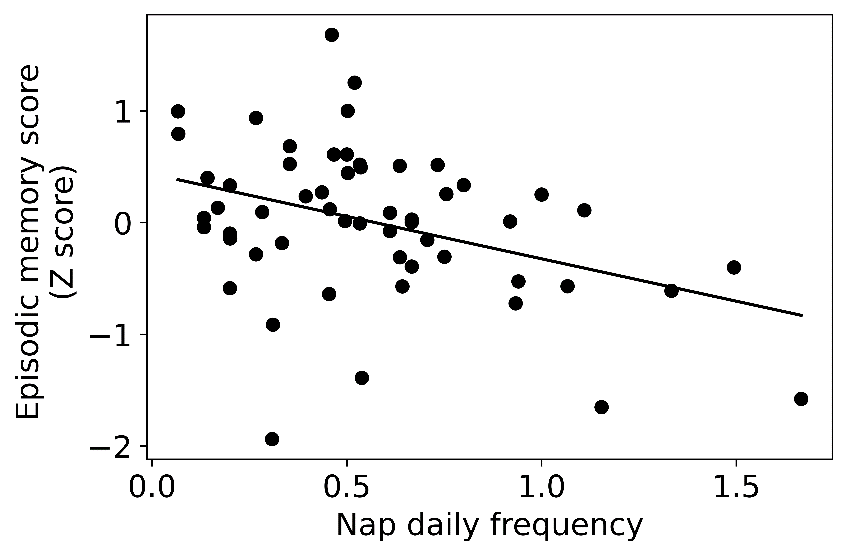 Episodic memory score
(Z score)
1
0
−1
−2
0.0 0.5 1.0 1.5
Nap daily frequency